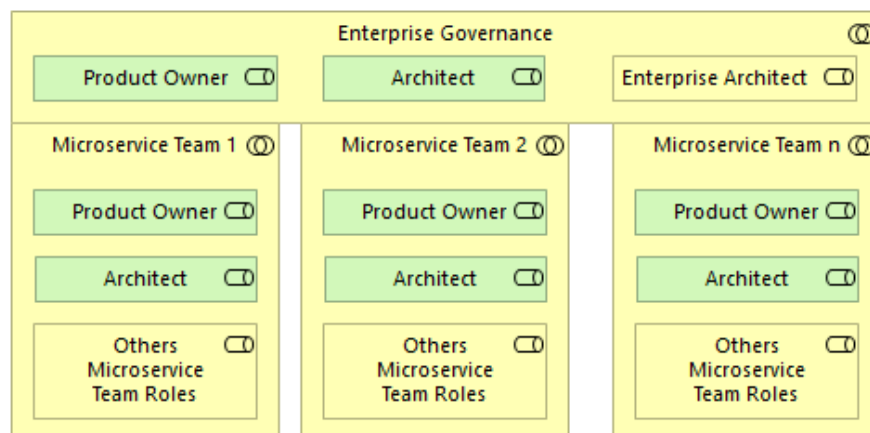 Enterprise Governance
Product Owner
Architect
Enterprise Architect
Microservice Team 1
Microservice Team 2
Microservice Team n
Product Owner
Product Owner
Product Owner
Architect
Architect
Architect
Others
Microservice
Team Roles
Others
Microservice
Team Roles
Others
Microservice
Team Roles